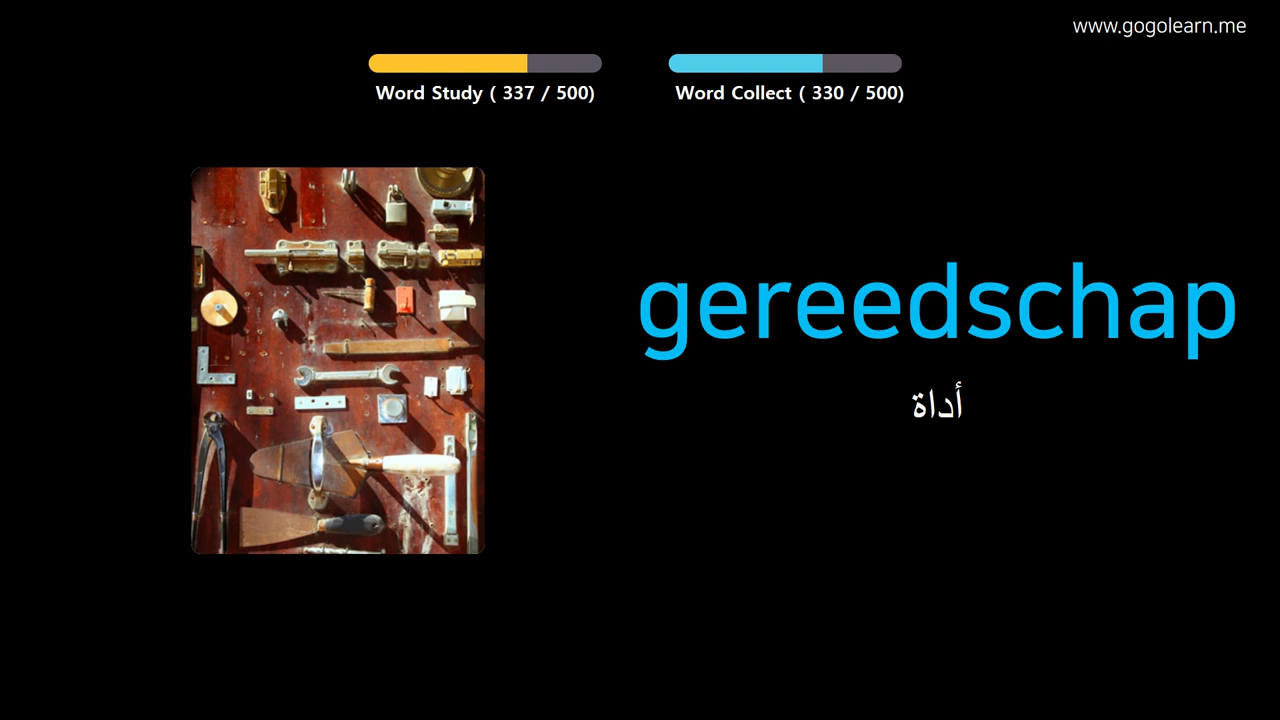 www.gogolearn.me
Word Study ( 337 / 500)
Word Collect ( 330 / 500)
gereedschap
أداة